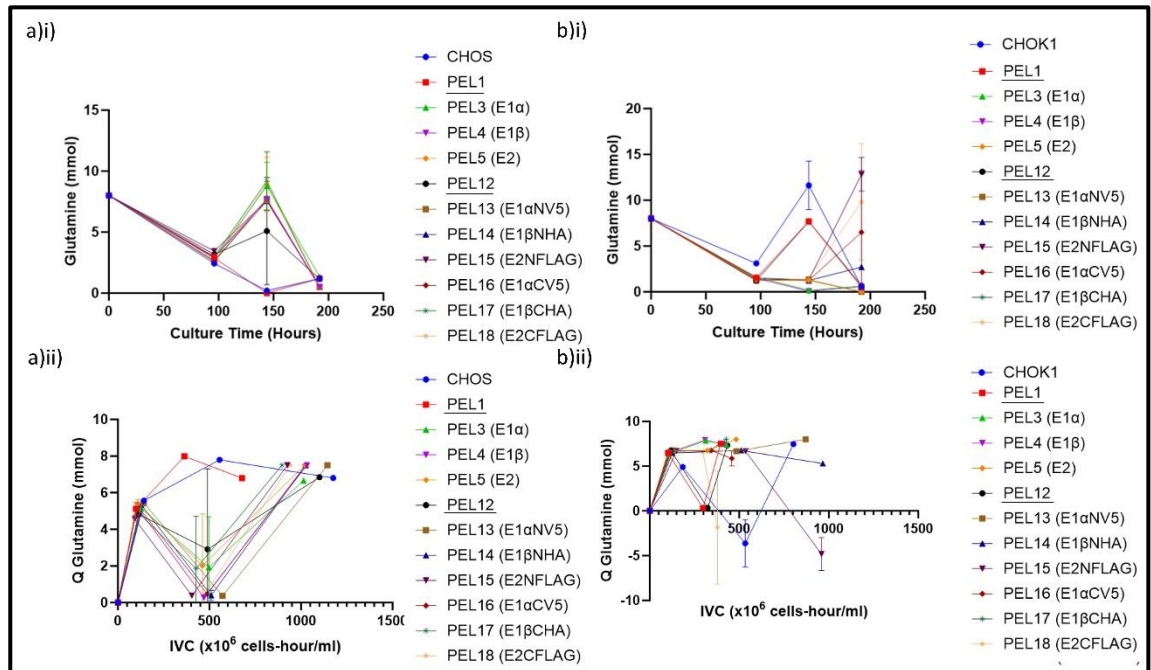 a)i)
CHOS
PEL1
PEL3 (E1α)
PEL4 (E1β)
PEL5 (E2)
PEL12
PEL13 (E1αNV5)
PEL14 (E1βNHA)
PEL15 (E2NFLAG)
PEL16 (E1αCV5)
PEL17 (E1βCHA)
PEL18 (E2CFLAG)
Glutamine (mmol)
15
10
5
0
0 50 100 150 200 250
Culture Time (Hours)
b)i)
CHOK1
PEL1
PEL3 (E1α)
PEL4 (E1β)
PEL5 (E2)
PEL12
PEL13 (E1αNV5)
PEL14 (E1βNHA)
PEL15 (E2NFLAG)
PEL16 (E1αCV5)
PEL17 (E1βCHA)
PEL18 (E2CFLAG)
Glutamine (mmol)
20
15
10
5
0
0 50 100 150 200 250
Culture Time (Hours)
a)ii)
CHOS
PEL1
PEL3 (E1α)
PEL4 (E1β)
PEL5 (E2)
PEL12
PEL13 (E1αNV5)
PEL14 (E1βNHA)
PEL15 (E2NFLAG)
PEL16 (E1αCV5)
PEL17 (E1βCHA)
PEL18 (E2CFLAG)
Q Glutamine (mmol)
10
8
6
4
2
0
0 500 1000 1500
IVC (x10⁶ cells-hour/ml)
b)ii)
CHOK1
PEL1
PEL3 (E1α)
PEL4 (E1β)
PEL5 (E2)
PEL12
PEL13 (E1αNV5)
PEL14 (E1βNHA)
PEL15 (E2NFLAG)
PEL16 (E1αCV5)
PEL17 (E1βCHA)
PEL18 (E2CFLAG)
Q Glutamine (mmol)
10
5
0
-5
-10
500 1000 1500
IVC (x10⁶ cells-hour/ml)